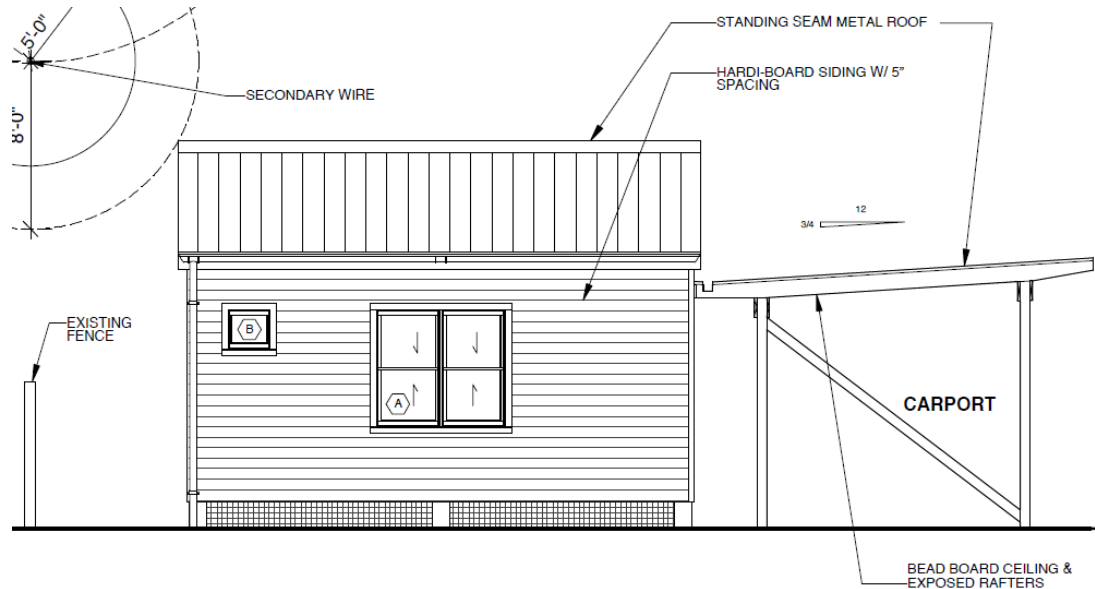 5'-0"
STANDING SEAM METAL ROOF
HARDI-BOARD SIDING W/ 5"
SPACING
SECONDARY WIRE
8'-0"
12
3/4
EXISTING
FENCE
B
A
CARPORT
BEAD BOARD CEILING &
EXPOSED RAFTERS